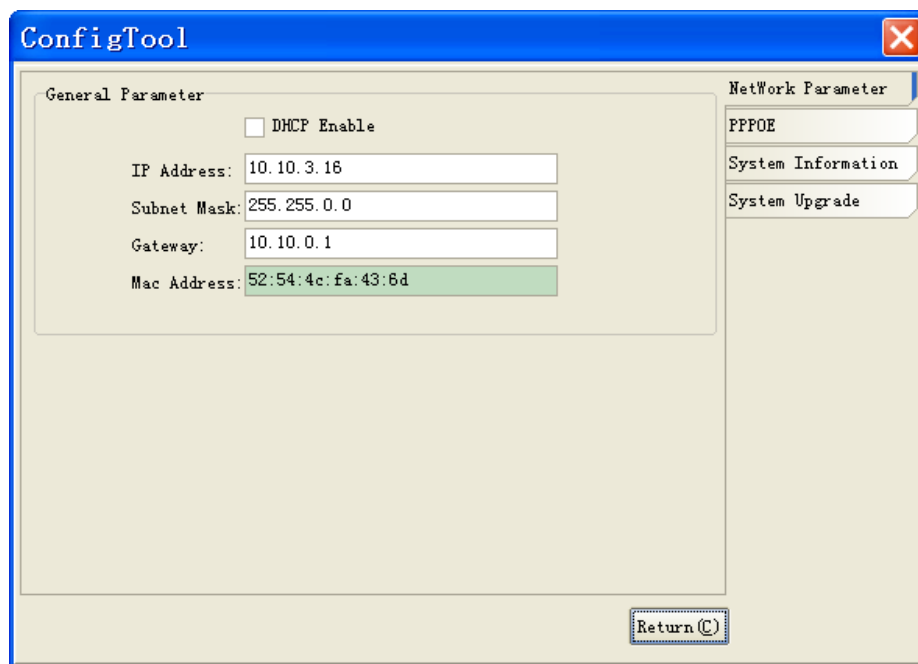 ConfigTool
General Parameter
DHCP Enable
IP Address: 10.10.3.16
Subnet Mask: 255.255.0.0
Gateway: 10.10.0.1
Mac Address: 52:54:4c:fa:43:6d
NetWork Parameter
PPPOE
System Information
System Upgrade
Return(C)